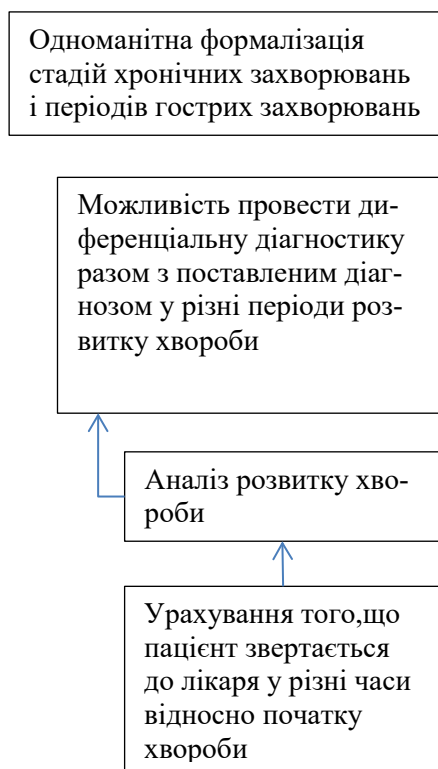 Одноманітна формалізація
стадій хронічних захворювань
і періодів гострих захворювань
Можливість провести ди-
ференціальну діагностику
разом з поставленим діаг-
нозом у різні періоди роз-
витку хвороби
Аналіз розвитку хво-
роби
Урахування того,що
пацієнт звертається
до лікаря у різні часи
відносно початку
хвороби